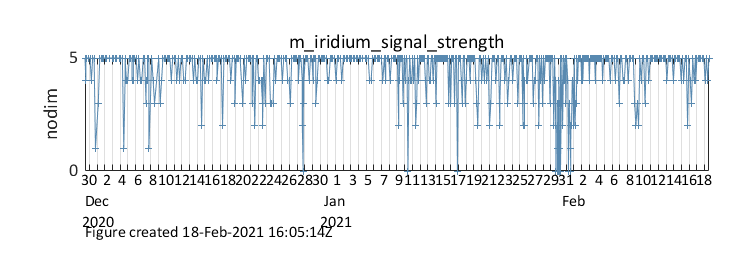 m_iridium_signal_strength
5
nodim
0
30 2 4 6 8 10 12 14 16 18 20 22 24 26 28 30 1 3 5 7 9 11 13 15 17 19 21 23 25 27 29 31 2 4 6 8 10 12 14 16 18
Dec Jan Feb
2020 2021
Figure created 18-Feb-2021 16:05:14Z